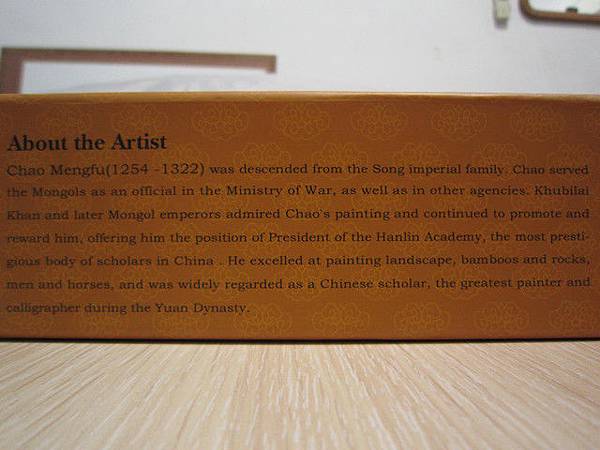 About the Artist
Chao Mengfu(1254 -1322) was descended from the Song imperial family. Chao served
the Mongols as an official in the Ministry of War, as well as in other agencies. Khubilai
Khan and later Mongol emperors admired Chao's painting and continued to promote and
reward him, offering him the position of President of the Hanlin Academy, the most presti-
gious body of scholars in China . He excelled at painting landscape, bamboos and rocks,
men and horses, and was widely regarded as a Chinese scholar, the greatest painter and
calligrapher during the Yuan Dynasty.